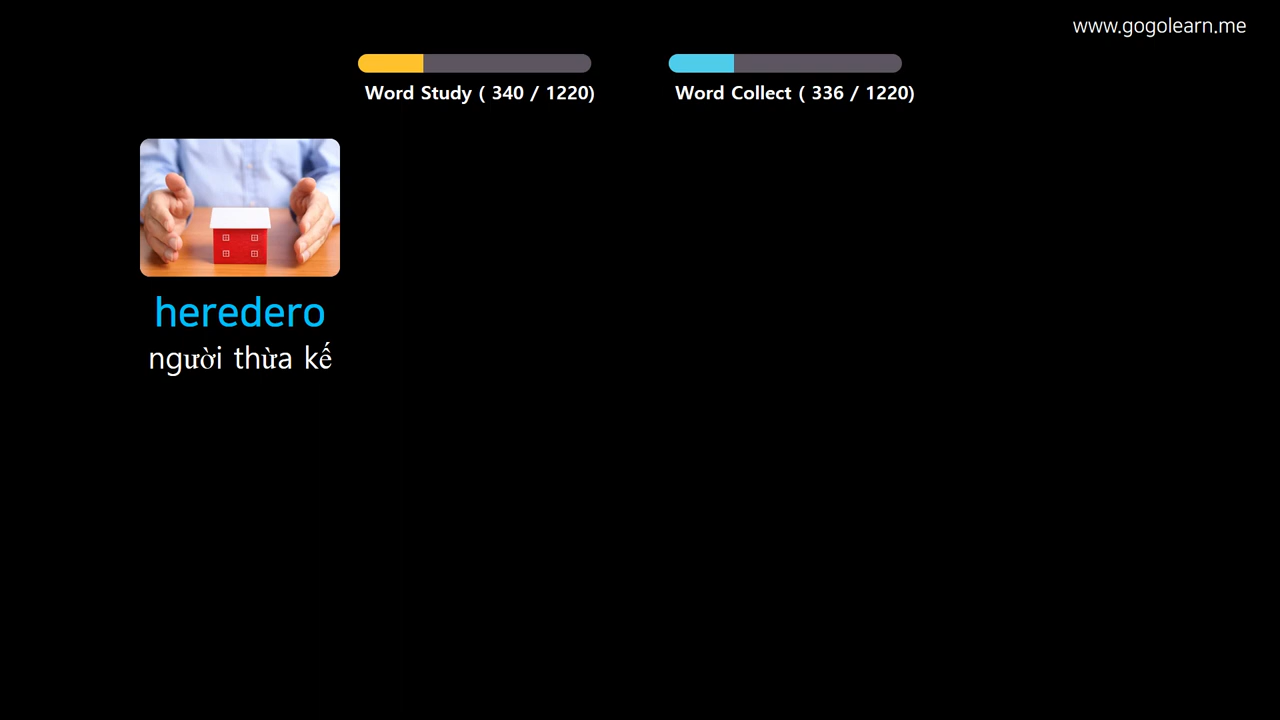 www.gogolearn.me
Word Study ( 340 / 1220)
Word Collect ( 336 / 1220)
heredero
người thừa kế